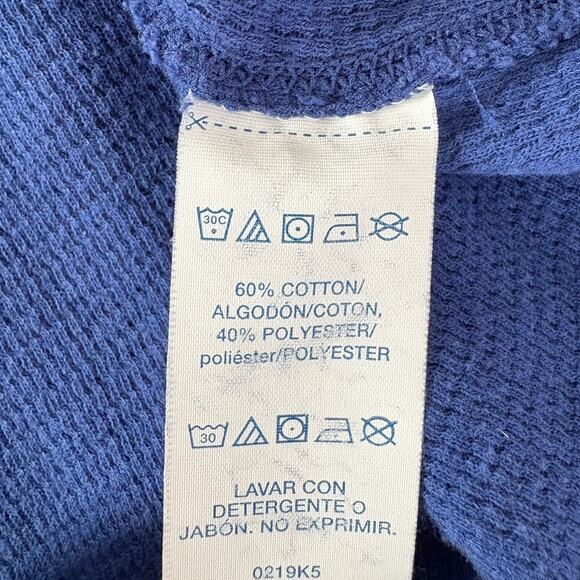 30C
60% COTTON/
ALGODÓN/COTON,
40% POLYESTER/
poliéster/POLYESTER
30
LAVAR CON
DETERGENTE O
JABÓN. NO EXPRIMIR.
0219K5